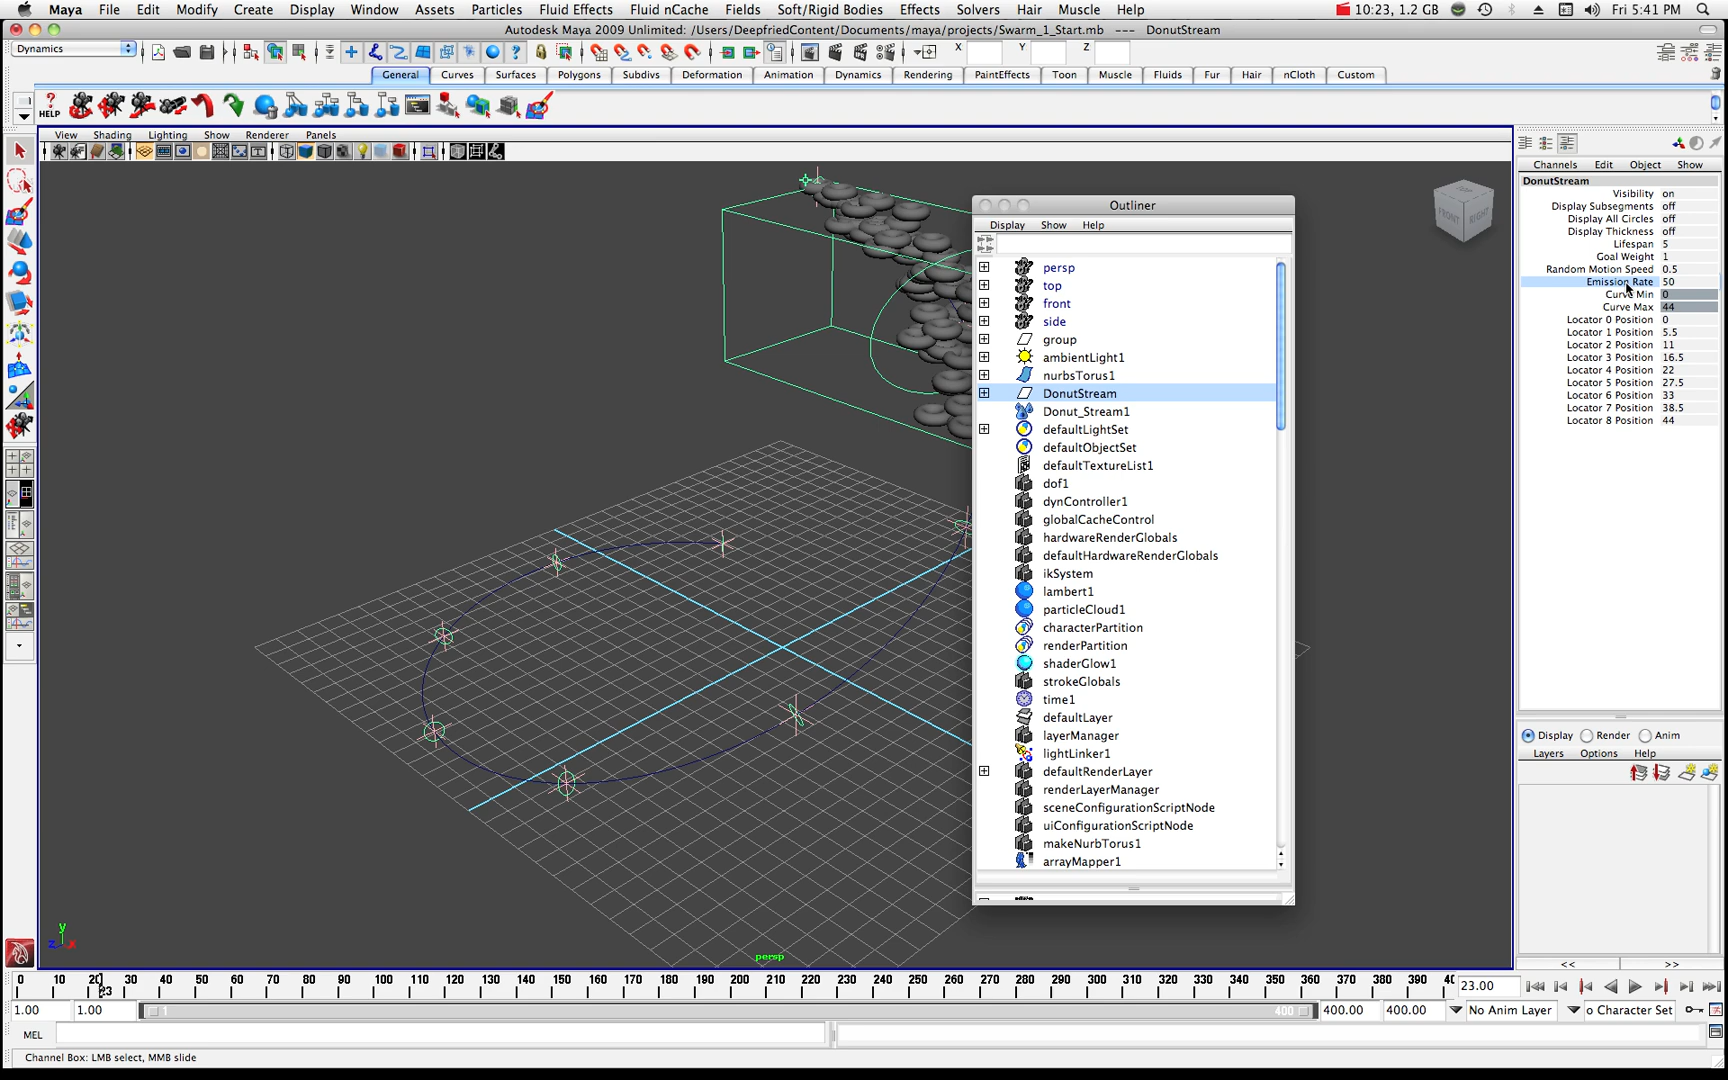 Maya File Edit Modify Create Display Window Assets Particles Fluid Effects Fluid nCache Fields Soft/Rigid Bodies Effects Solvers Hair Muscle Help 10:23, 1.2 GB Fri 5:41 PM
Autodesk Maya 2009 Unlimited: /Users/DeepfriedContent/Documents/maya/projects/Swarm_1_Start.mb --- DonutStream
Dynamics X Y Z
General Curves Surfaces Polygons Subdivs Deformation Animation Dynamics Rendering PaintEffects Toon Muscle Fluids Fur Hair nCloth Custom
HELP
View Shading Lighting Show Renderer Panels
Channels Edit Object Show
DonutStream
Visibility on
Display Subsegments off
Display All Circles off
Display Thickness off
Lifespan 5
Goal Weight 1
Random Motion Speed 0.5
Emission Rate 50
Curve Min 0
Curve Max 44
Locator 0 Position 0
Locator 1 Position 5.5
Locator 2 Position 11
Locator 3 Position 16.5
Locator 4 Position 22
Locator 5 Position 27.5
Locator 6 Position 33
Locator 7 Position 38.5
Locator 8 Position 44
TOP
FRONT RIGHT
Outliner
Display Show Help
persp
top
front
side
group
ambientLight1
nurbsTorus1
DonutStream
Donut_Stream1
defaultLightSet
defaultObjectSet
defaultTextureList1
dof1
dynController1
globalCacheControl
hardwareRenderGlobals
defaultHardwareRenderGlobals
ikSystem
lambert1
particleCloud1
characterPartition
renderPartition
shaderGlow1
strokeGlobals
time1
defaultLayer
layerManager
lightLinker1
defaultRenderLayer
renderLayerManager
sceneConfigurationScriptNode
uiConfigurationScriptNode
makeNurbTorus1
arrayMapper1
Display Render Anim
Layers Options Help
<< >>
y
z x
persp
0 10 20 30 40 50 60 70 80 90 100 110 120 130 140 150 160 170 180 190 200 210 220 230 240 250 260 270 280 290 300 310 320 330 340 350 360 370 380 390 40
23
23.00
1.00 1.00 1 400 400.00 400.00 No Anim Layer o Character Set
MEL
Channel Box: LMB select, MMB slide